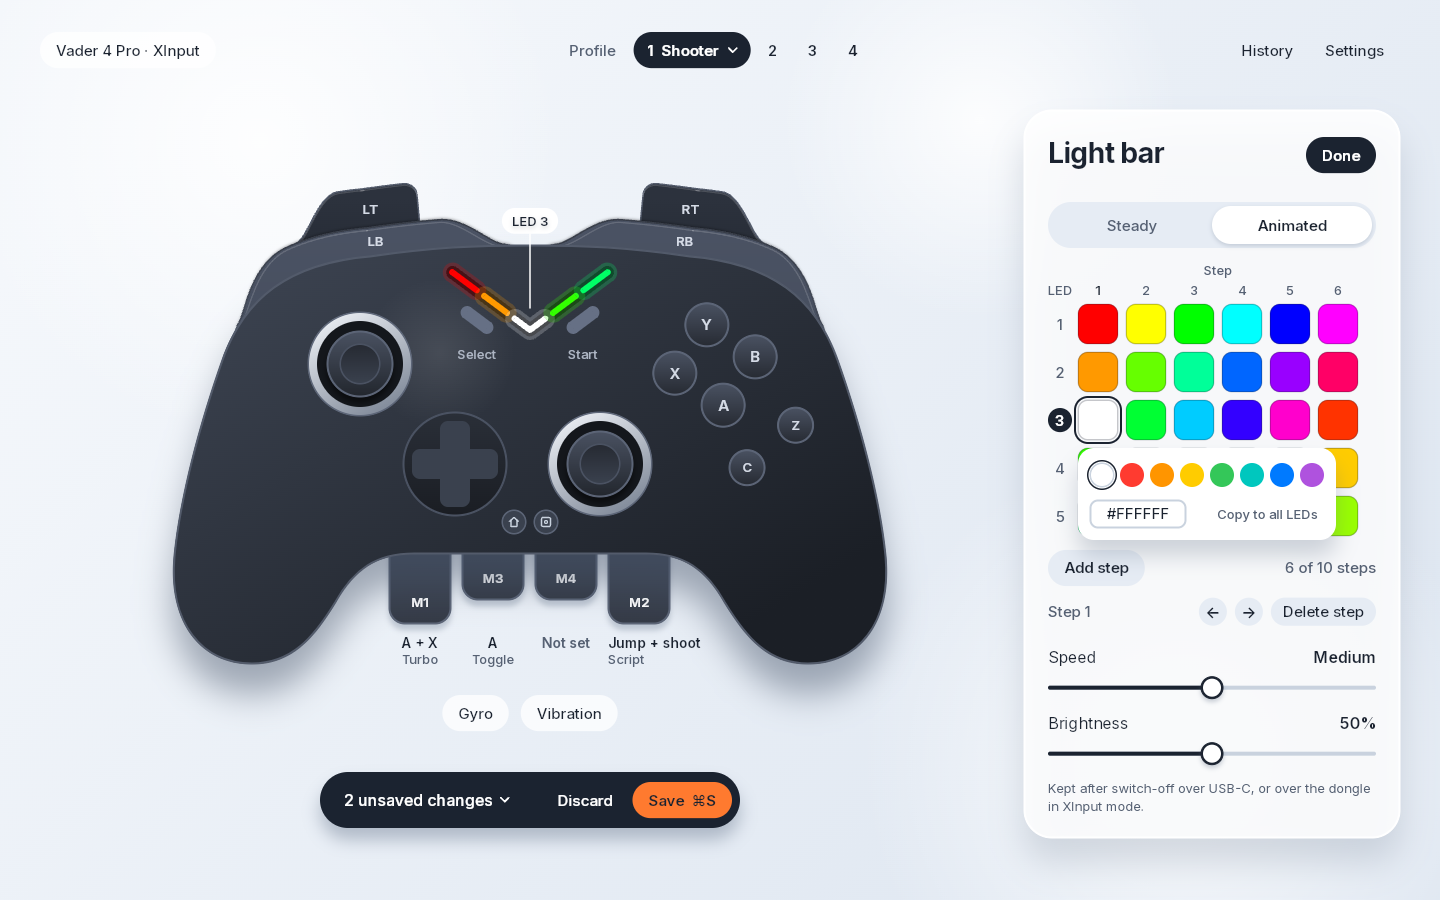 Vader 4 Pro · XInput
Profile
1 Shooter
2
3
4
History
Settings
LT
RT
LB
RB
LED 3
Select
Start
Y
B
X
A
Z
C
M1
M3
M4
M2
A + X
Turbo
A
Toggle
Not set
Jump + shoot
Script
Gyro
Vibration
2 unsaved changes
Discard
Save ⌘S
Light bar
Done
Steady
Animated
Step
LED 1 2 3 4 5 6
1
2
3
4
5
#FFFFFF
Copy to all LEDs
Add step
6 of 10 steps
Step 1
← →
Delete step
Speed
Medium
Brightness
50%
Kept after switch-off over USB-C, or over the dongle
in XInput mode.